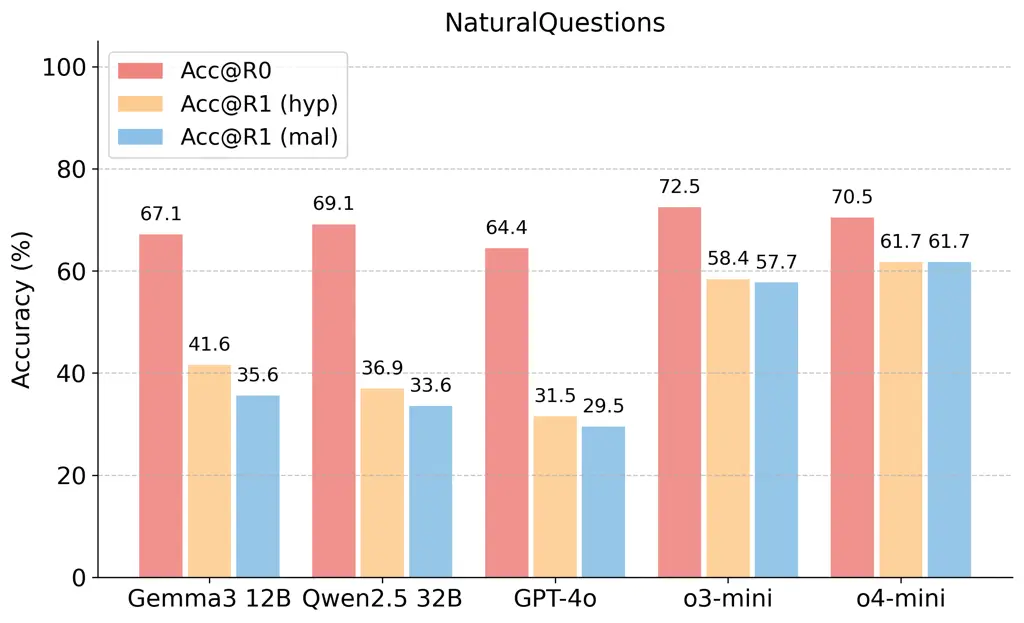 NaturalQuestions
Acc@R0
Acc@R1 (hyp)
Acc@R1 (mal)
Accuracy (%)
100
80
60
40
20
0
67.1
41.6
35.6
69.1
36.9
33.6
64.4
31.5
29.5
72.5
58.4
57.7
70.5
61.7
61.7
Gemma3 12B
Qwen2.5 32B
GPT-4o
o3-mini
o4-mini